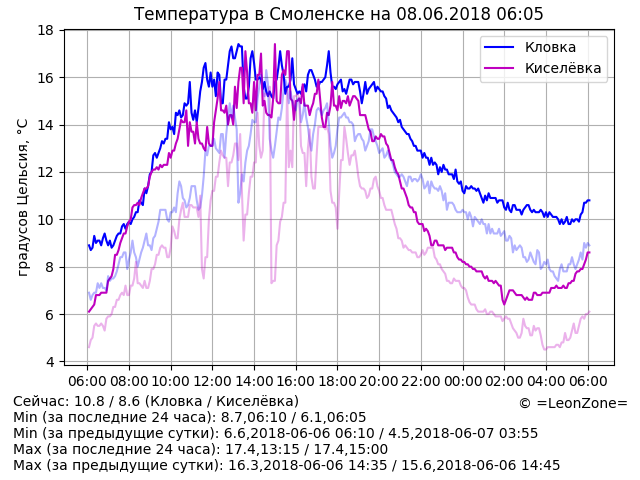 Температура в Смоленске на 08.06.2018 06:05
градусов Цельсия, °C
18
16
14
12
10
8
6
4
Кловка
Киселёвка
06:00 08:00 10:00 12:00 14:00 16:00 18:00 20:00 22:00 00:00 02:00 04:00 06:00
Сейчас: 10.8 / 8.6 (Кловка / Киселёвка)
© =LeonZone=
Min (за последние 24 часа): 8.7,06:10 / 6.1,06:05
Min (за предыдущие сутки): 6.6,2018-06-06 06:10 / 4.5,2018-06-07 03:55
Max (за последние 24 часа): 17.4,13:15 / 17.4,15:00
Max (за предыдущие сутки): 16.3,2018-06-06 14:35 / 15.6,2018-06-06 14:45